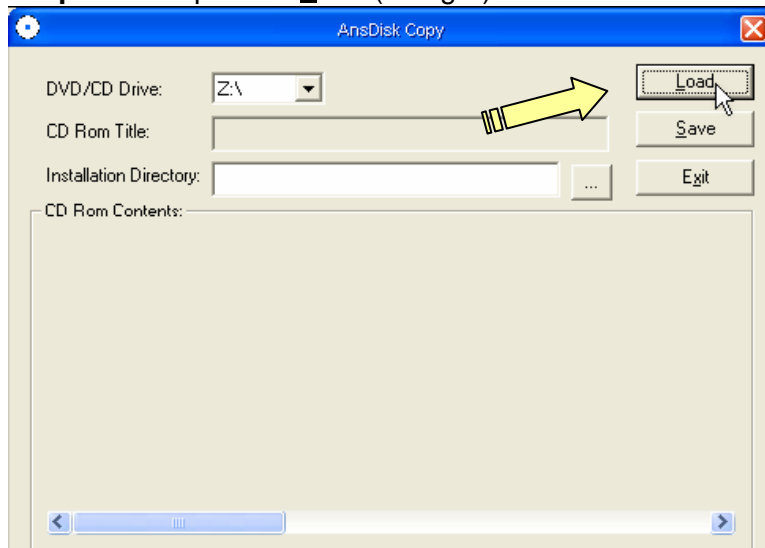 AnsDisk Copy
DVD/CD Drive: Z:\ Load
CD Rom Title: Save
Installation Directory: ... Exit
CD Rom Contents: